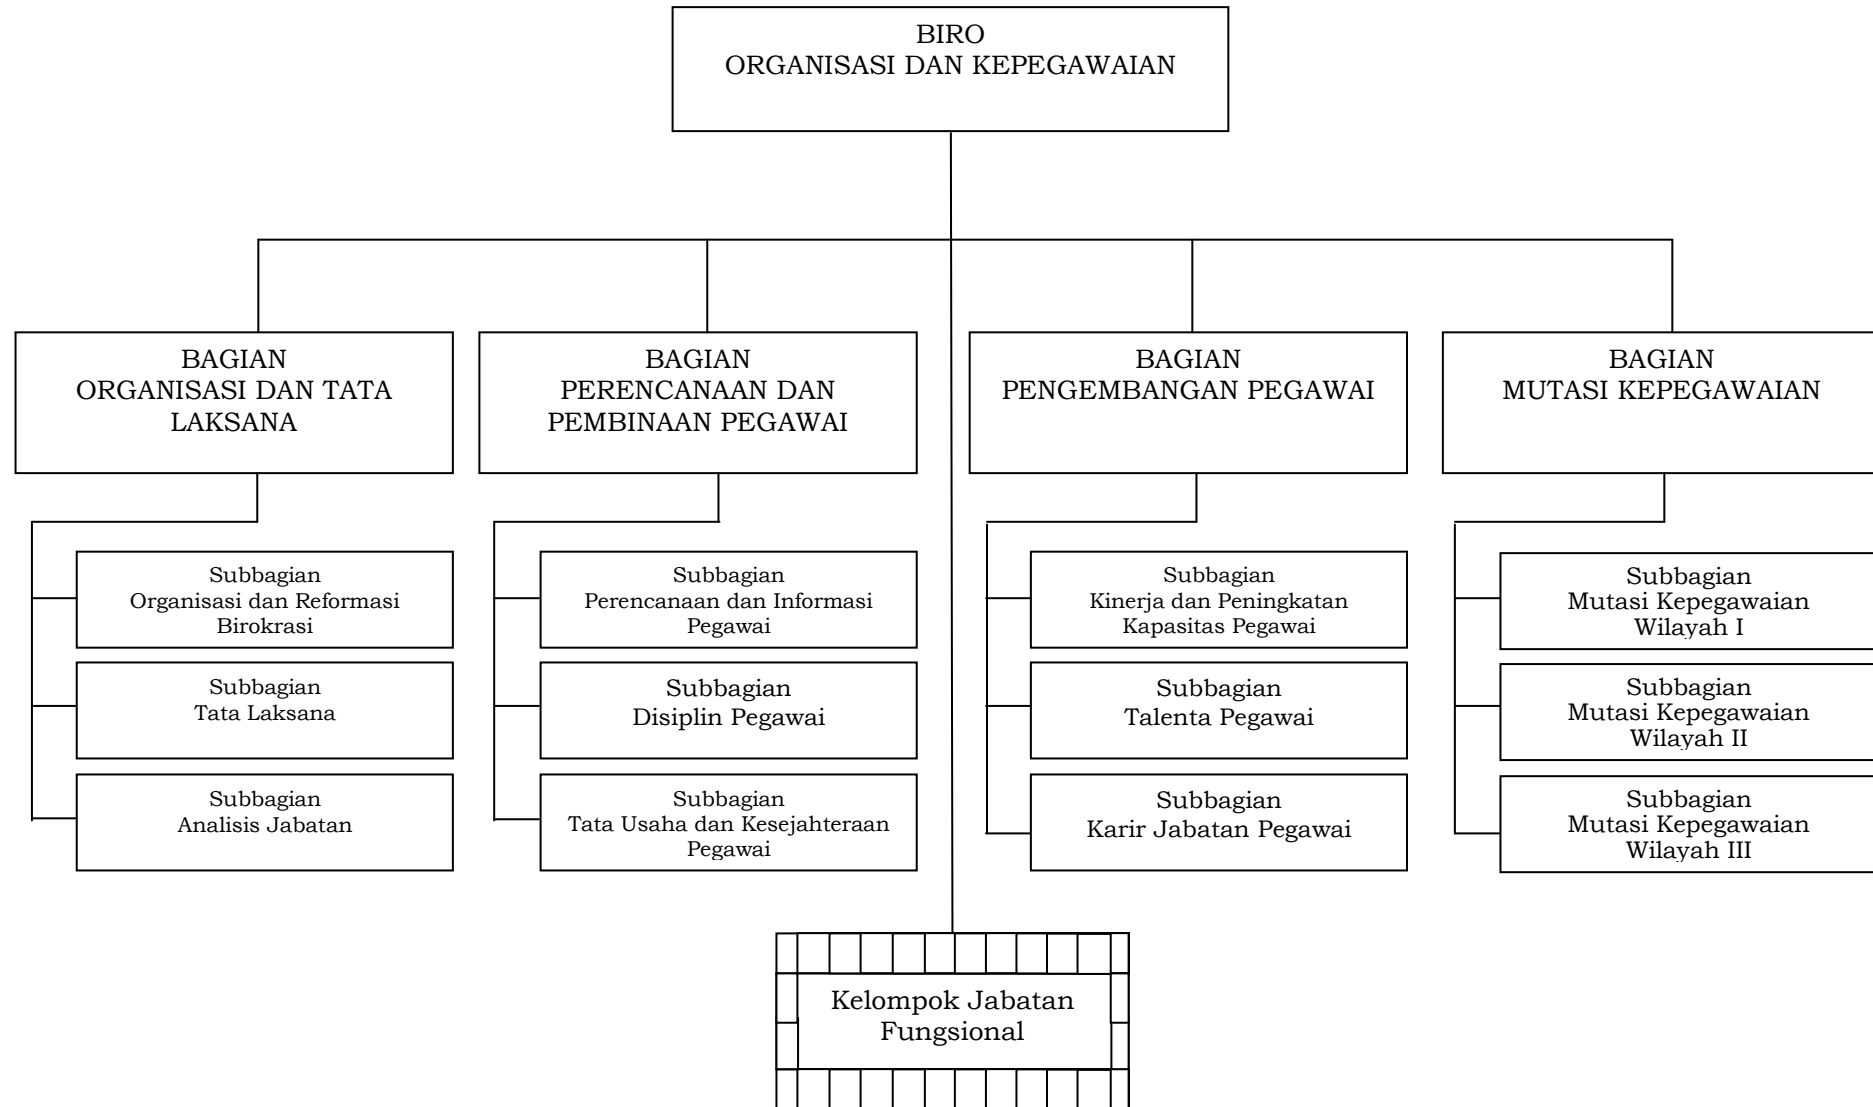 BIRO
ORGANISASI DAN KEPEGAWAIAN
BAGIAN
ORGANISASI DAN TATA
LAKSANA
BAGIAN
PERENCANAAN DAN
PEMBINAAN PEGAWAI
BAGIAN
PENGEMBANGAN PEGAWAI
BAGIAN
MUTASI KEPEGAWAIAN
Subbagian
Organisasi dan Reformasi
Birokrasi
Subbagian
Tata Laksana
Subbagian
Analisis Jabatan
Subbagian
Perencanaan dan Informasi
Pegawai
Subbagian
Disiplin Pegawai
Subbagian
Tata Usaha dan Kesejahteraan
Pegawai
Subbagian
Kinerja dan Peningkatan
Kapasitas Pegawai
Subbagian
Talenta Pegawai
Subbagian
Karir Jabatan Pegawai
Subbagian
Mutasi Kepegawaian
Wilayah I
Subbagian
Mutasi Kepegawaian
Wilayah II
Subbagian
Mutasi Kepegawaian
Wilayah III
Kelompok Jabatan
Fungsional